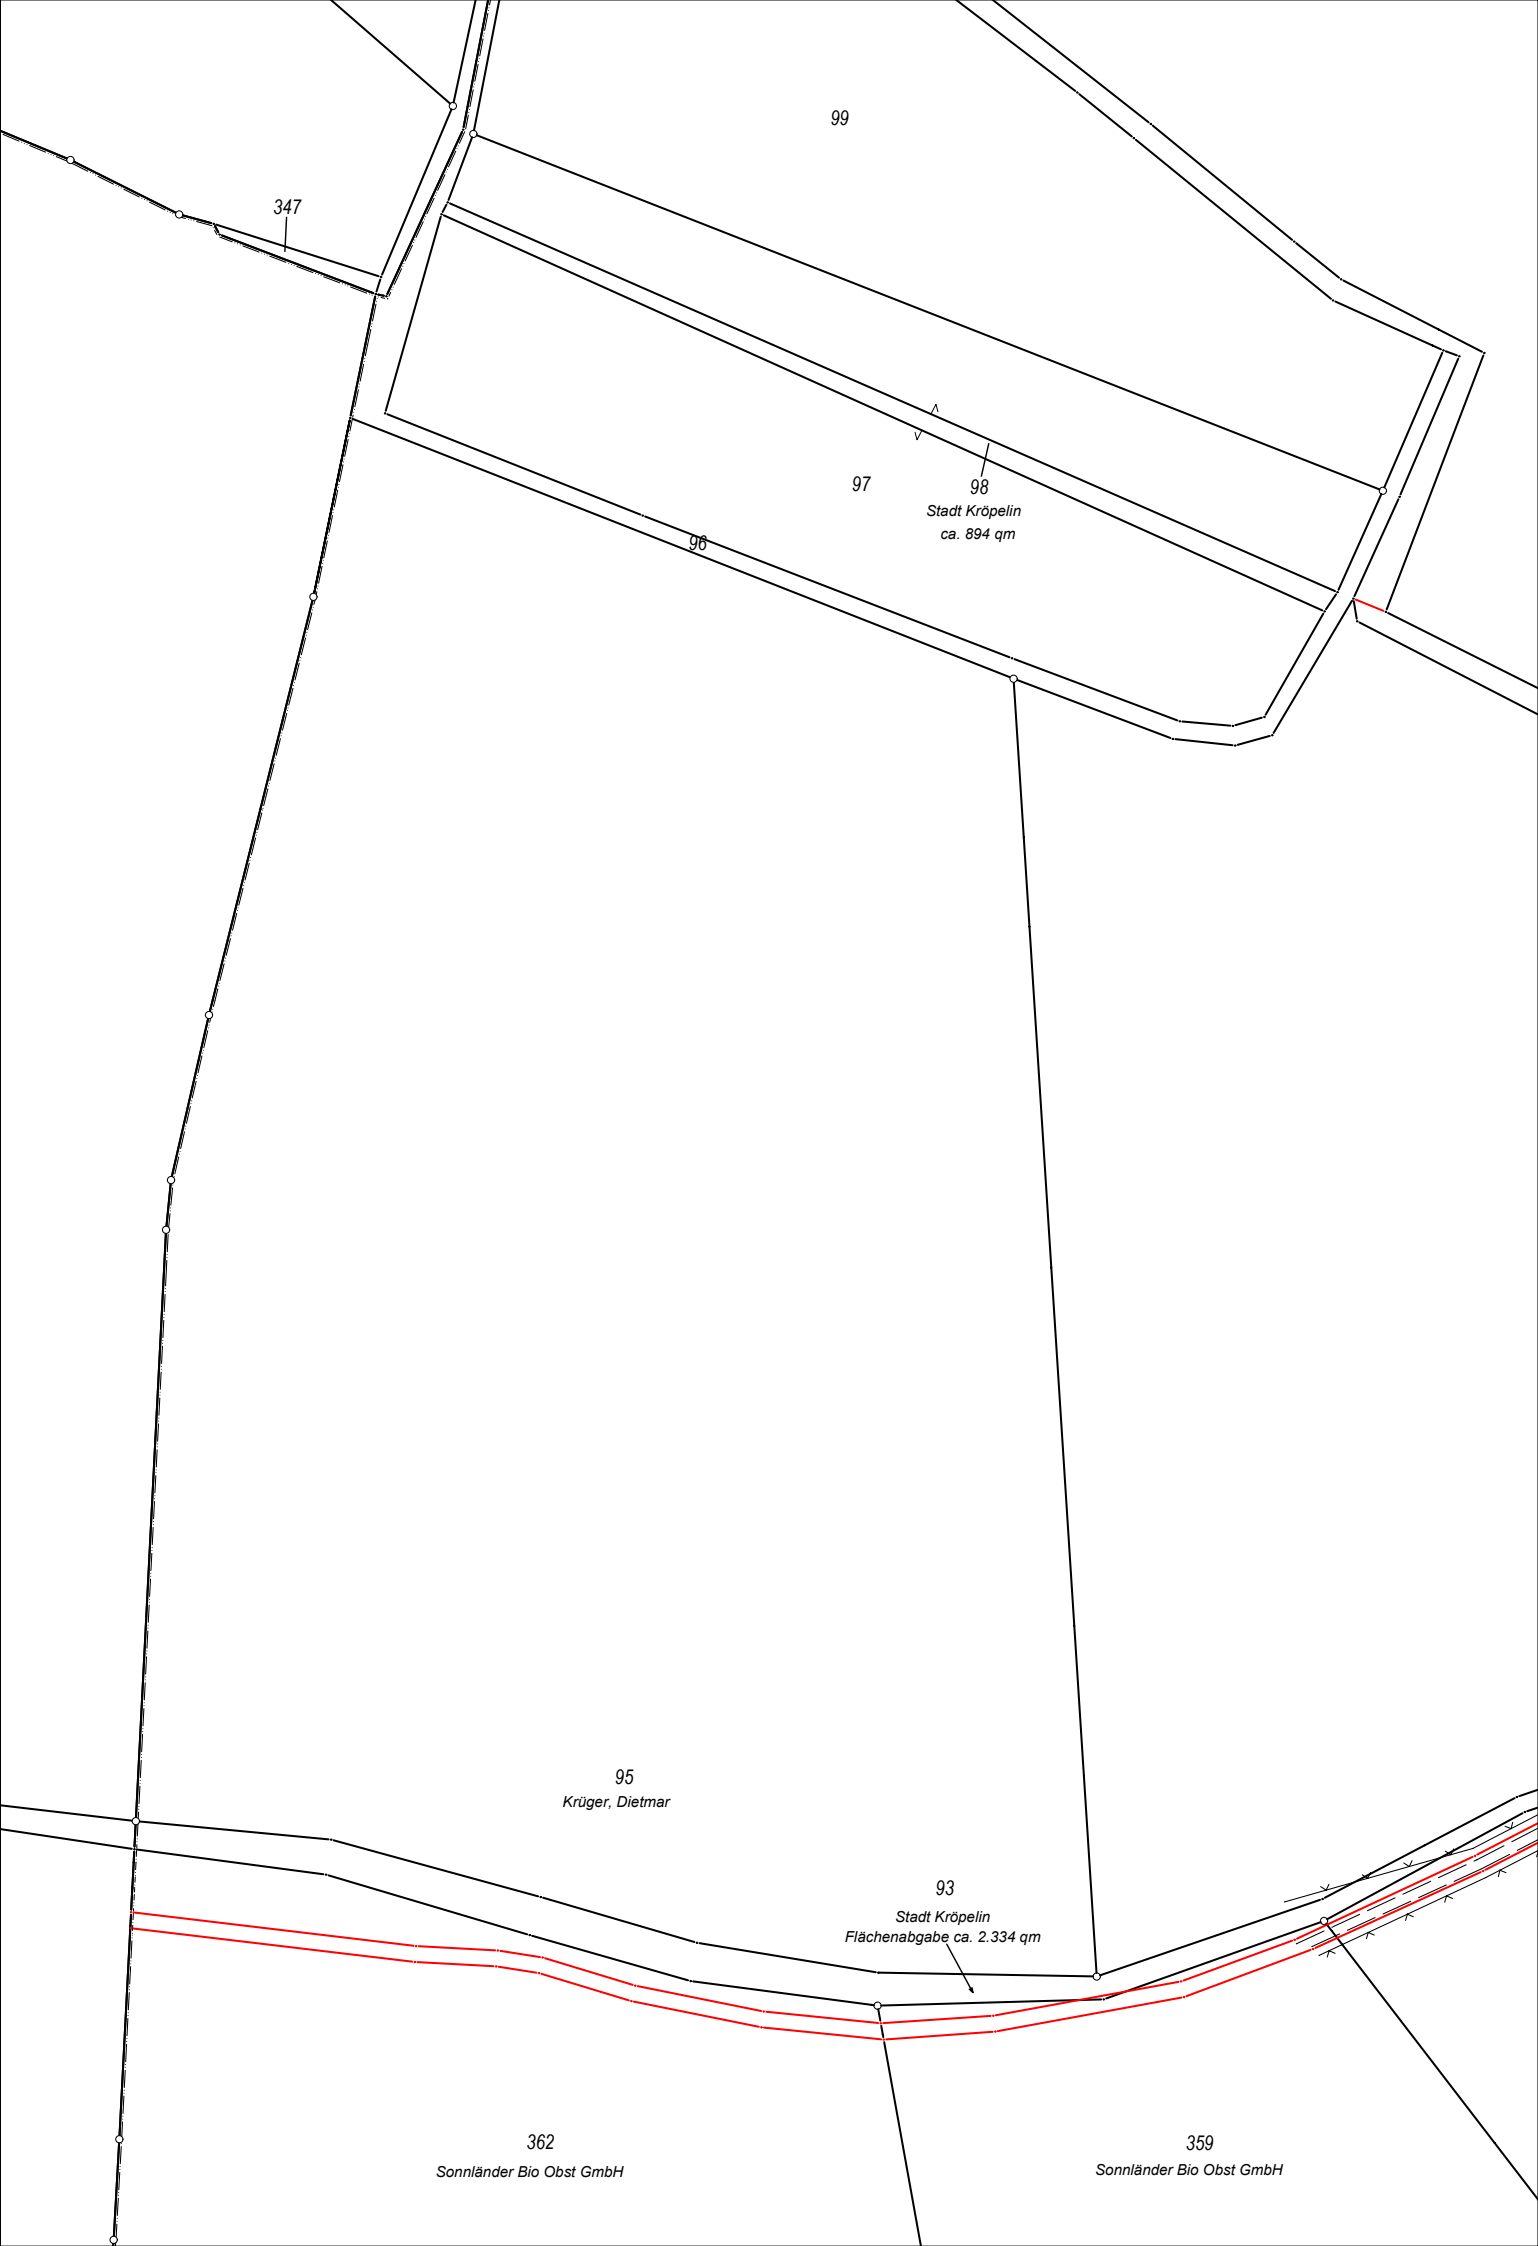 99
347
97
98
Stadt Kröpelin
ca. 894 qm
96
95
Krüger, Dietmar
93
Stadt Kröpelin
Flächenabgabe ca. 2.334 qm
362
Sonnländer Bio Obst GmbH
359
Sonnländer Bio Obst GmbH